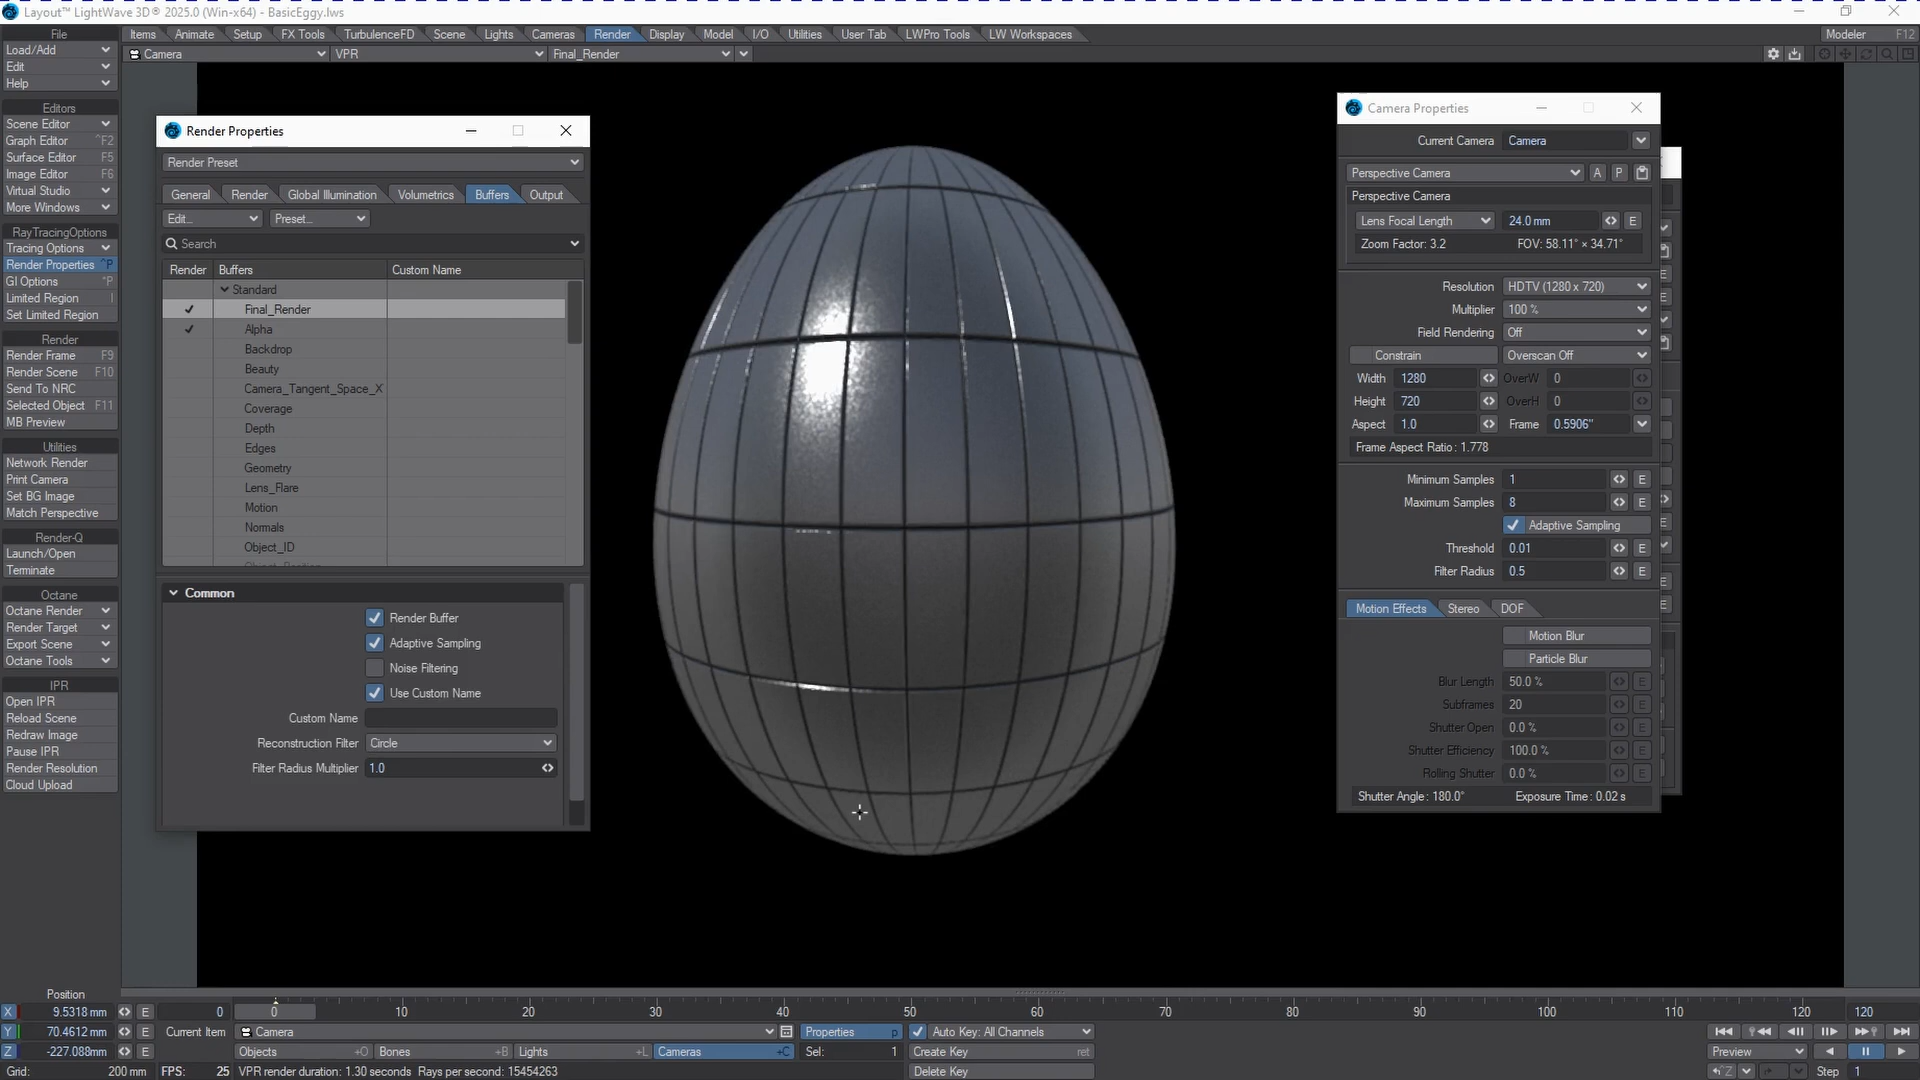 Layout™ LightWave 3D® 2025.0 (Win-x64) - BasicEggy.lws
File
Items Animate Setup FX Tools TurbulenceFD Scene Lights Cameras Render Display Model I/O Utilities User Tab LWPro Tools LW Workspaces Modeler F12
Load/Add
Camera VPR Final_Render
Edit
Help
Editors
Scene Editor
Graph Editor ^F2
Surface Editor F5
Image Editor F6
Virtual Studio
More Windows
RayTracingOptions
Tracing Options
Render Properties ^P
GI Options *P
Limited Region l
Set Limited Region
Render
Render Frame F9
Render Scene F10
Send To NRC
Selected Object F11
MB Preview
Utilities
Network Render
Print Camera
Set BG Image
Match Perspective
Render-Q
Launch/Open
Terminate
Octane
Octane Render
Render Target
Export Scene
Octane Tools
IPR
Open IPR
Reload Scene
Redraw Image
Pause IPR
Render Resolution
Cloud Upload
Render Properties
Render Preset
General Render Global Illumination Volumetrics Buffers Output
Edit... Preset...
Search
Render Buffers Custom Name
Standard
Final_Render
Alpha
Backdrop
Beauty
Camera_Tangent_Space_X
Coverage
Depth
Edges
Geometry
Lens_Flare
Motion
Normals
Object_ID
Common
Render Buffer
Adaptive Sampling
Noise Filtering
Use Custom Name
Custom Name
Reconstruction Filter Circle
Filter Radius Multiplier 1.0
Camera Properties
Current Camera Camera
Perspective Camera A P
Perspective Camera
Lens Focal Length 24.0 mm E
Zoom Factor: 3.2 FOV: 58.11° × 34.71°
Resolution HDTV (1280 x 720)
Multiplier 100 %
Field Rendering Off
Constrain Overscan Off
Width 1280 OverW 0
Height 720 OverH 0
Aspect 1.0 Frame 0.5906"
Frame Aspect Ratio: 1.778
Minimum Samples 1 E
Maximum Samples 8 E
Adaptive Sampling
Threshold 0.01 E
Filter Radius 0.5 E
Motion Effects Stereo DOF
Motion Blur
Particle Blur
Blur Length 50.0 % E
Subframes 20 E
Shutter Open 0.0 % E
Shutter Efficiency 100.0 % E
Rolling Shutter 0.0 % E
Shutter Angle: 180.0° Exposure Time: 0.02 s
Position
X 9.5318 mm E 0 0 10 20 30 40 50 60 70 80 90 100 110 120 120
Y 70.4612 mm E Current Item Camera Properties p Auto Key: All Channels
Z -227.088mm E Objects +O Bones +B Lights +L Cameras +C Sel: 1 Create Key ret Preview
Grid: 200 mm FPS: 25 VPR render duration: 1.30 seconds Rays per second: 15454263 Delete Key Step 1